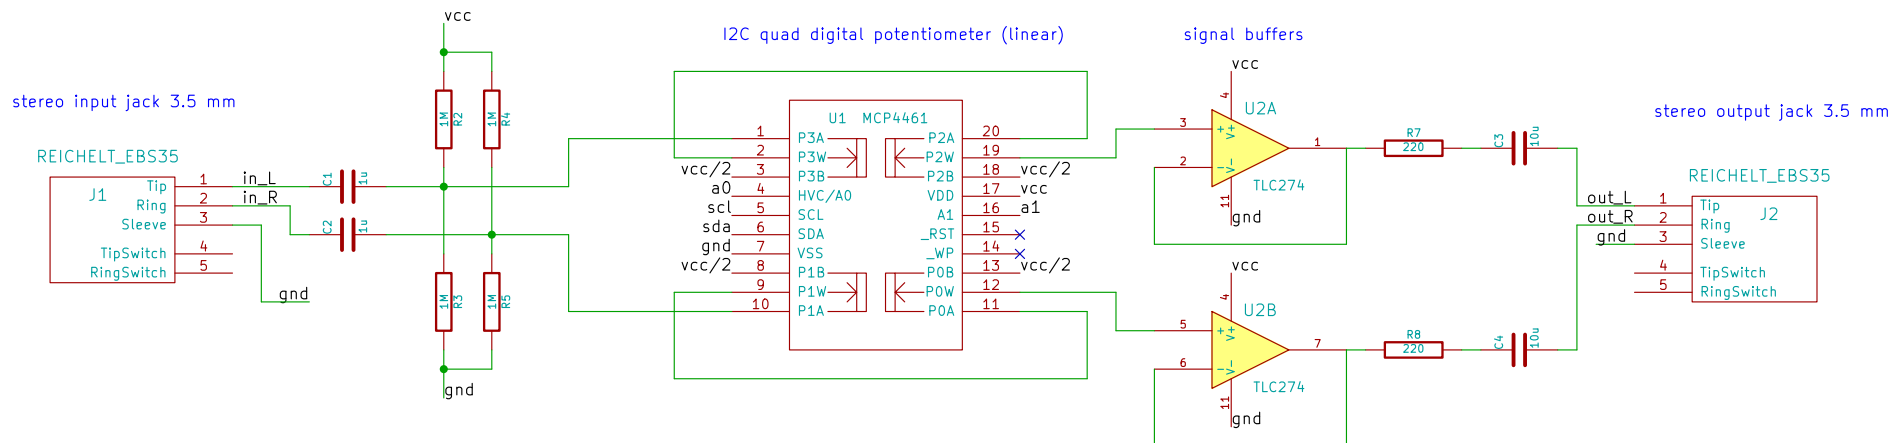 vcc
I2C quad digital potentiometer (linear)
signal buffers
stereo input jack 3.5 mm
stereo output jack 3.5 mm
REICHELT_EBS35
J1
Tip 1
Ring 2
Sleeve 3
TipSwitch 4
RingSwitch 5
in_L
in_R
gnd
C1 1u
C2 1u
1M R2
1M R4
1M R3
1M R5
gnd
U1 MCP4461
1 P3A
2 P3W
vcc/2 3 P3B
a0 4 HVC/A0
scl 5 SCL
sda 6 SDA
gnd 7 VSS
vcc/2 8 P1B
9 P1W
10 P1A
P2A 20
P2W 19
P2B 18 vcc/2
VDD 17 vcc
A1 16 a1
_RST 15
_WP 14
P0B 13 vcc/2
P0W 12
P0A 11
vcc
4
U2A
3 + V+
1
2 - V-
TLC274
11
gnd
vcc
4
U2B
5 + V+
7
6 - V-
TLC274
11
gnd
R7
220
C3 10u
R8
220
C4 10u
REICHELT_EBS35
J2
out_L 1 Tip
out_R 2 Ring
gnd 3 Sleeve
4 TipSwitch
5 RingSwitch